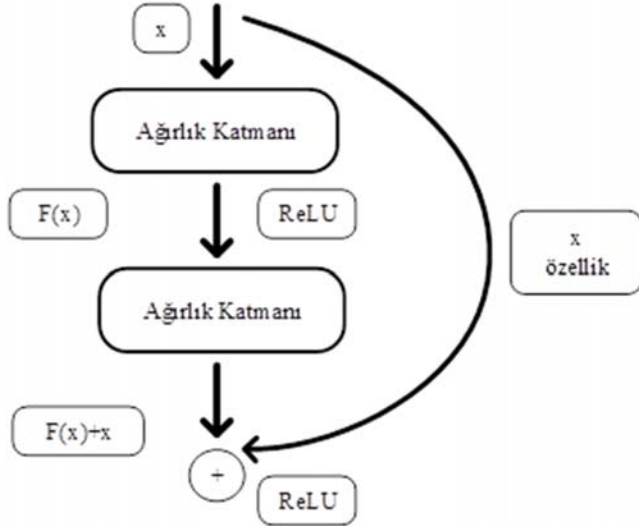 x
Ağırlık Katmanı
F(x)
ReLU
x
özellik
Ağırlık Katmanı
F(x)+x
+
ReLU